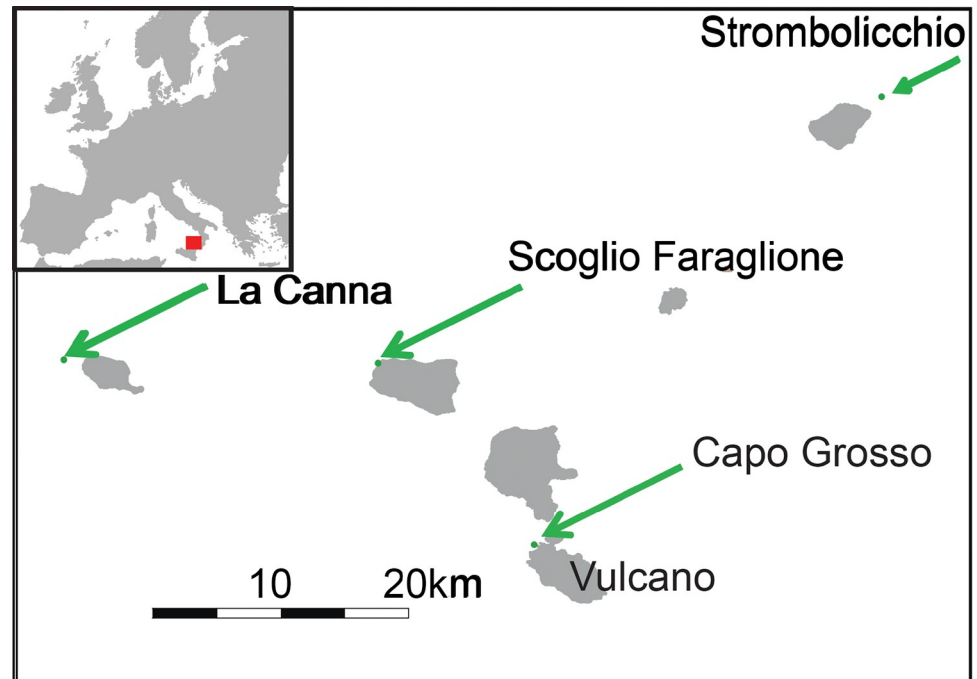 Strombolicchio
Scoglio Faraglione
La Canna
Capo Grosso
Vulcano
10 20km